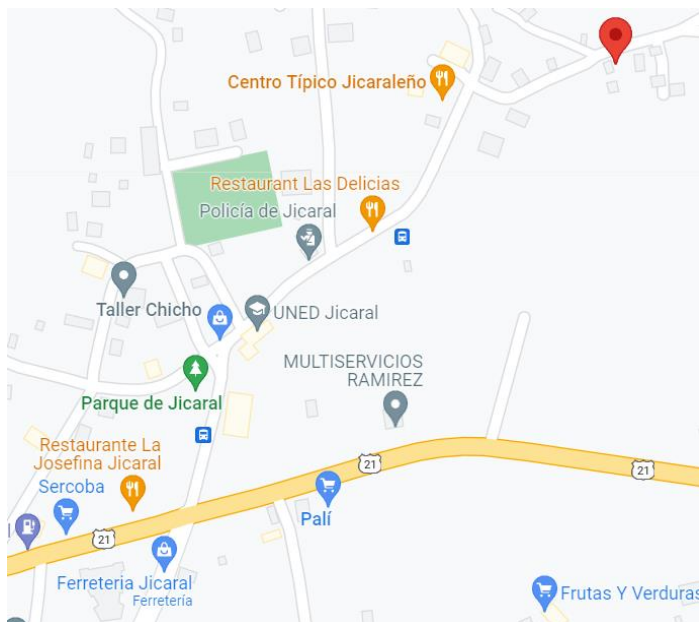 Centro Típico Jicaraleño
Restaurant Las Delicias
Policía de Jicaral
Taller Chicho
UNED Jicaral
MULTISERVICIOS
RAMIREZ
Parque de Jicaral
Restaurante La
Josefina Jicaral
21
21
Sercoba
Palí
l
21
Ferreteria Jicaral
Ferretería
Frutas Y Verduras